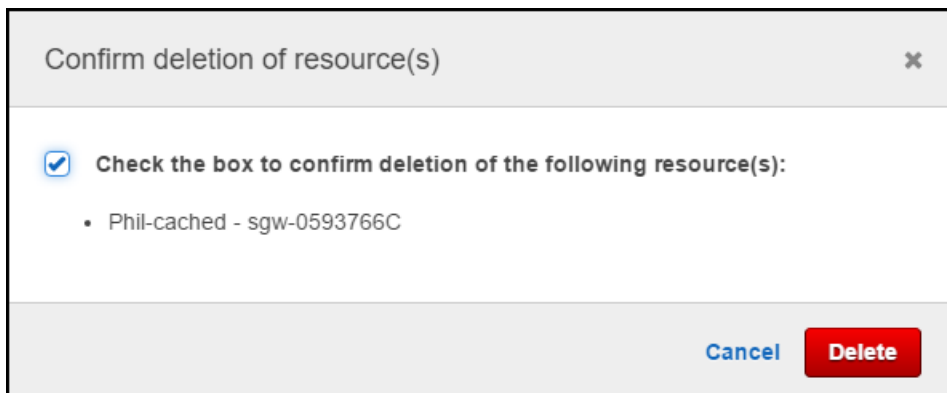 Confirm deletion of resource(s)
Check the box to confirm deletion of the following resource(s):
Phil-cached - sgw-0593766C
Cancel Delete